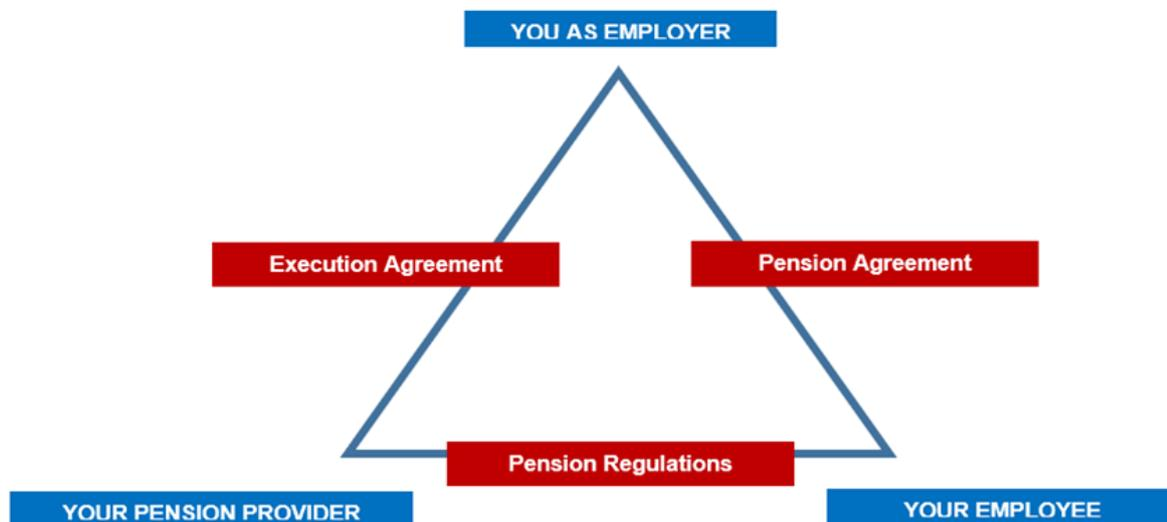 YOU AS EMPLOYER
Execution Agreement
Pension Agreement
Pension Regulations
YOUR PENSION PROVIDER
YOUR EMPLOYEE